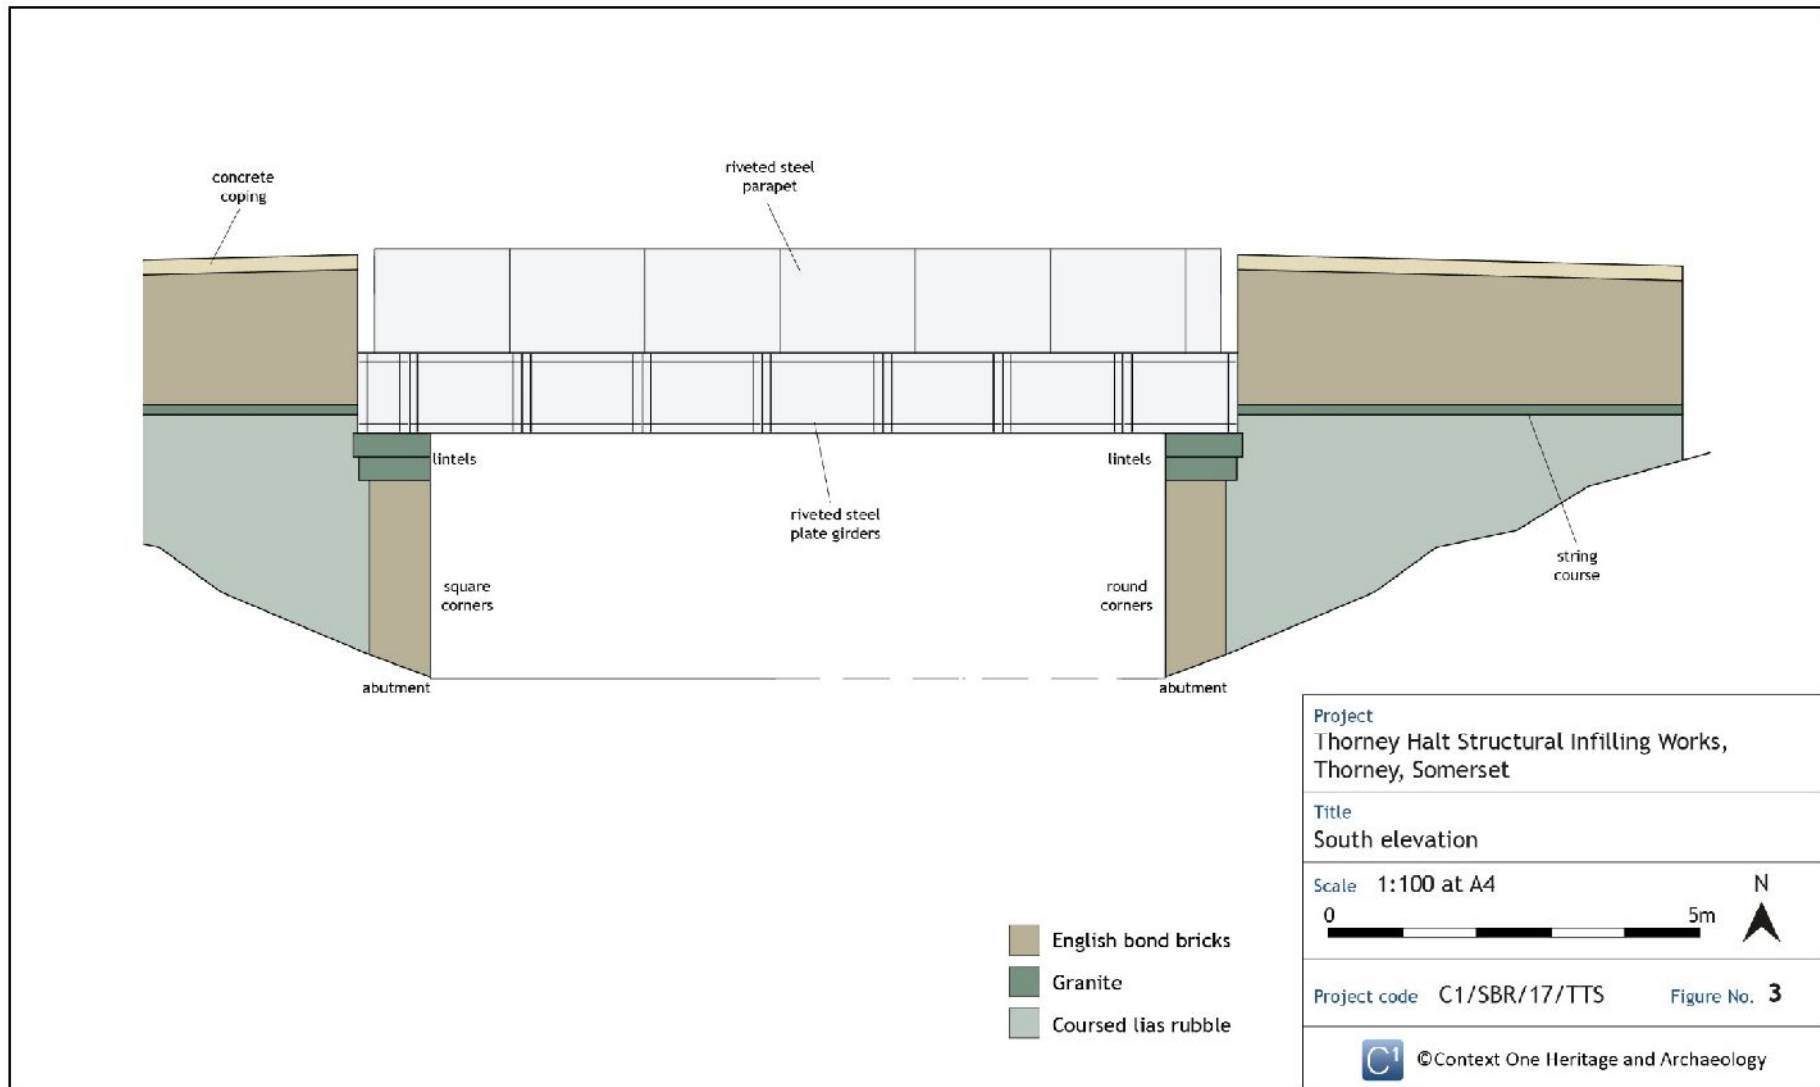 riveted steel
parapet
concrete
coping
lintels
lintels
riveted steel
plate girders
string
course
square
corners
round
corners
abutment
abutment
Project
Thorney Halt Structural Infilling Works,
Thorney, Somerset
Title
South elevation
Scale 1:100 at A4
N
0 5m
English bond bricks
Granite
Coursed lias rubble
Project code C1/SBR/17/TTS Figure No. 3
C1 ©Context One Heritage and Archaeology